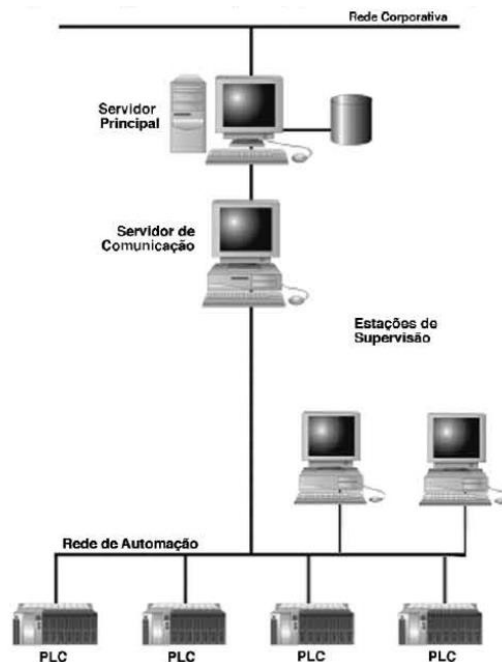 Rede Corporativa
Servidor
Principal
Servidor de
Comunicação
Estações de
Supervisão
Rede de Automação
PLC
PLC
PLC
PLC